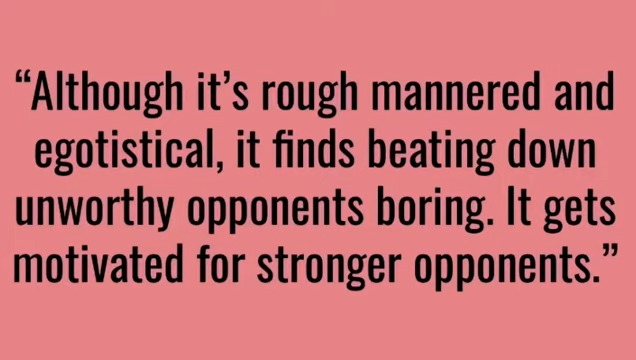 “Although it’s rough mannered and
egotistical, it finds beating down
unworthy opponents boring. It gets
motivated for stronger opponents.”